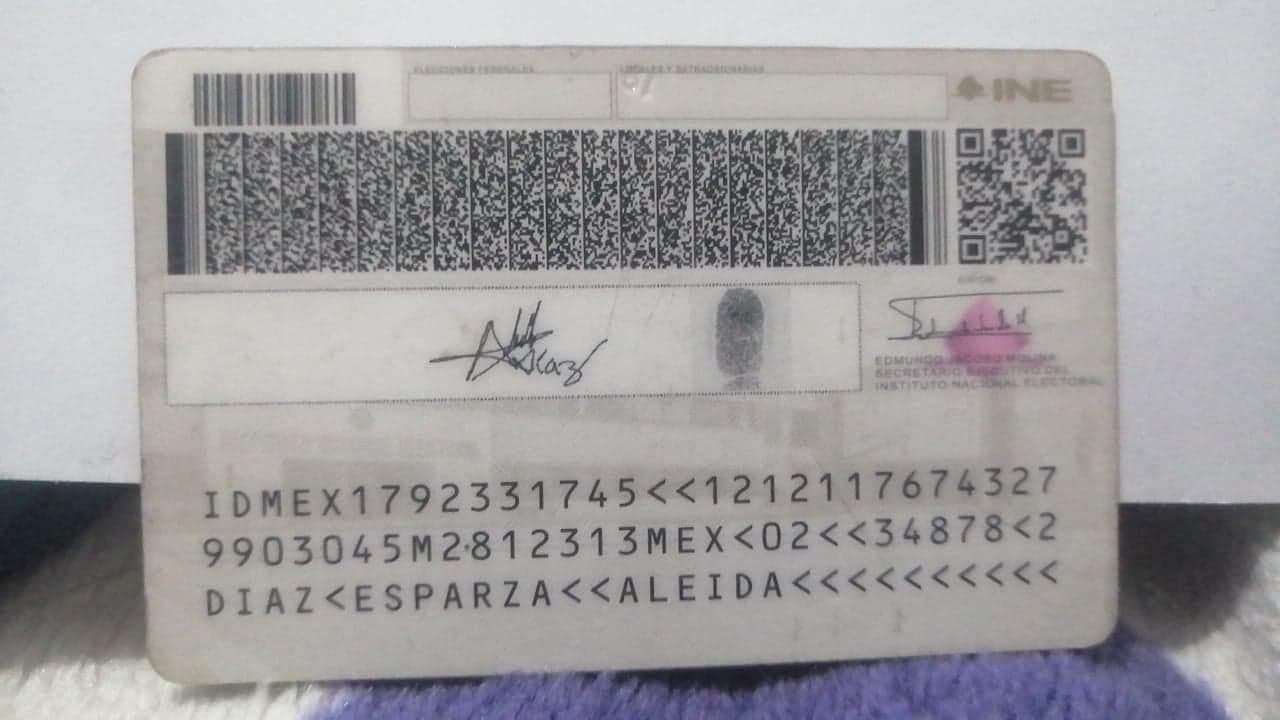 ELECCIONES FEDERALES
LOCALES Y EXTRAORDINARIAS
INE
EDMUNDO JACOBO MOLINA
SECRETARIO EJECUTIVO DEL
INSTITUTO NACIONAL ELECTORAL
IDMEX1792331745<<1212117674327
9903045M2812313MEX<02<<34878<2
DIAZ<ESPARZA<<ALEIDA<<<<<<<<<<